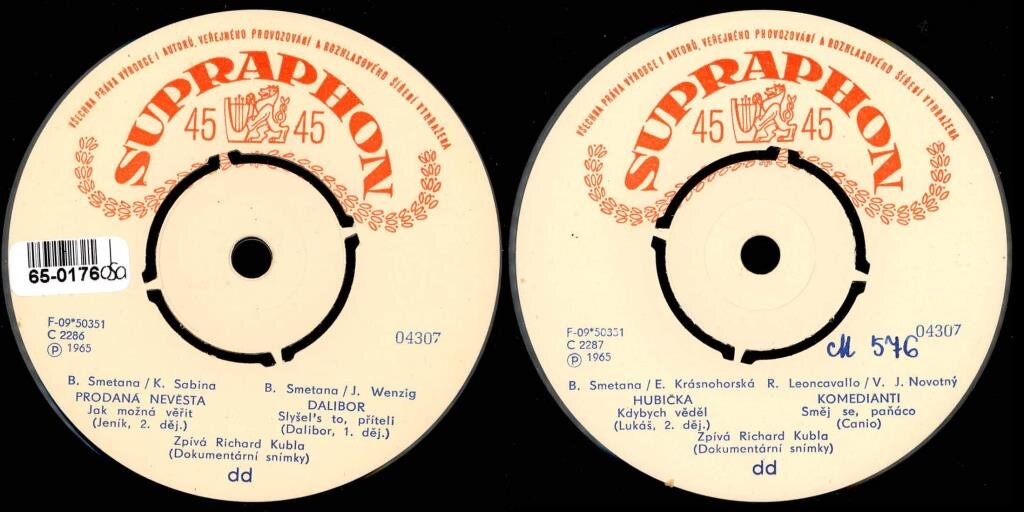 VŠECHNA PRÁVA VÝROBCE I AUTORŮ, VEŘEJNÉHO PROVOZOVÁNÍ A ROZHLASOVÉHO ŠÍŘENÍ VYHRAŽENA
SUPRAPHON
45 45
65-0176
F-09*50351
C 2286
Ⓟ 1965
04307
B. Smetana/K. Sabina
PRODANÁ NEVĚSTA
Jak možná věřit
(Jeník, 2. děj.)
B. Smetana/J. Wenzig
DALIBOR
Slyšel's to, příteli
(Dalibor, 1. děj.)
Zpívá Richard Kubla
(Dokumentární snímky)
dd
VŠECHNA PRÁVA VÝROBCE I AUTORŮ, VEŘEJNÉHO PROVOZOVÁNÍ A ROZHLASOVÉHO ŠÍŘENÍ VYHRAŽENA
SUPRAPHON
45 45
F-09*50351
C 2287
Ⓟ 1965
04307
M 576
B. Smetana/E. Krásnohorská
HUBIČKA
Kdybych věděl
(Lukáš, 2. děj.)
R. Leoncavallo/V. J. Novotný
KOMEDIANTI
Směj se, paňáco
(Canio)
Zpívá Richard Kubla
(Dokumentární snímky)
dd